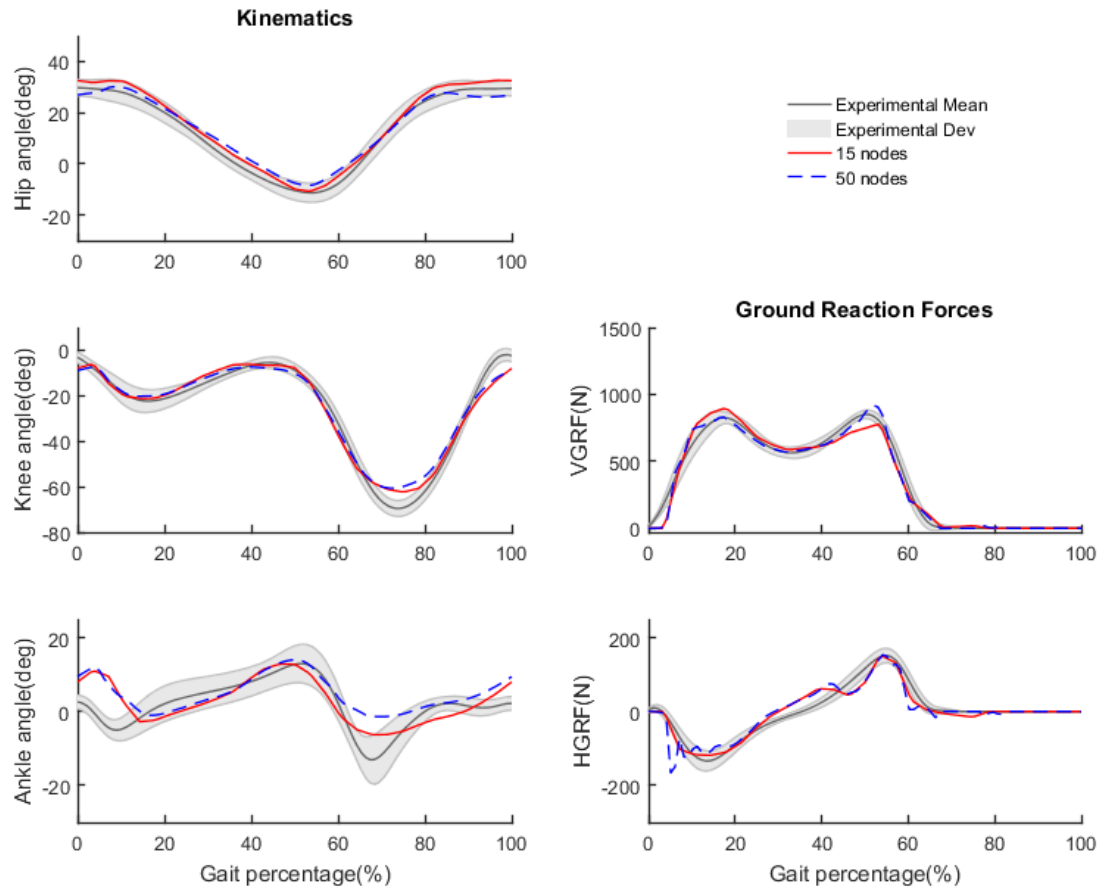 Kinematics
Hip angle(deg)
40
20
0
-20
0 20 40 60 80 100
Experimental Mean
Experimental Dev
15 nodes
50 nodes
Knee angle(deg)
0
-20
-40
-60
-80
0 20 40 60 80 100
Ground Reaction Forces
VGRF(N)
1500
1000
500
0
0 20 40 60 80 100
Ankle angle(deg)
20
0
-20
0 20 40 60 80 100
Gait percentage(%)
HGRF(N)
200
0
-200
0 20 40 60 80 100
Gait percentage(%)